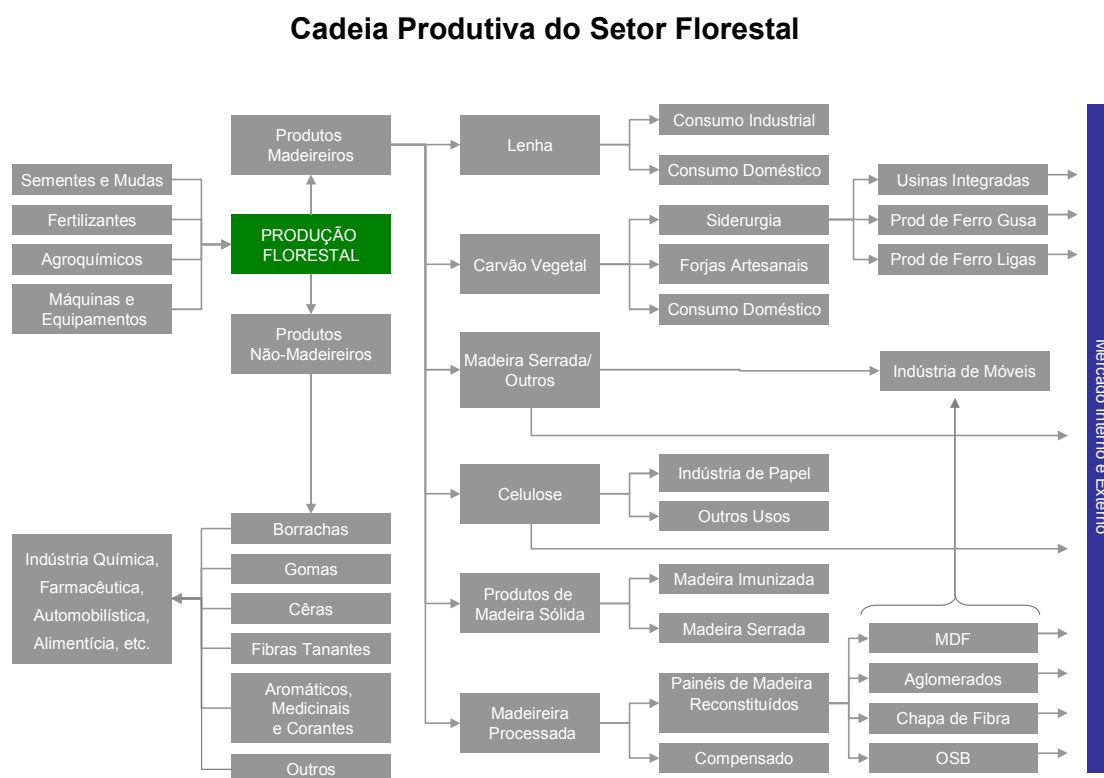 Cadeia Produtiva do Setor Florestal
Sementes e Mudas
Fertilizantes
Agroquímicos
Máquinas e
Equipamentos
Produtos
Madeireiros
PRODUÇÃO
FLORESTAL
Produtos
Não-Madeireiros
Borrachas
Gomas
Cêras
Fibras Tanantes
Aromáticos,
Medicinais
e Corantes
Outros
Indústria Química,
Farmacêutica,
Automobilística,
Alimentícia, etc.
Lenha
Consumo Industrial
Consumo Doméstico
Carvão Vegetal
Siderurgia
Forjas Artesanais
Consumo Doméstico
Usinas Integradas
Prod de Ferro Gusa
Prod de Ferro Ligas
Madeira Serrada/
Outros
Indústria de Móveis
Celulose
Indústria de Papel
Outros Usos
Produtos de
Madeira Sólida
Madeira Imunizada
Madeira Serrada
Madeireira
Processada
Painéis de Madeira
Reconstituídos
Compensado
MDF
Aglomerados
Chapa de Fibra
OSB
Mercado Interno e Externo